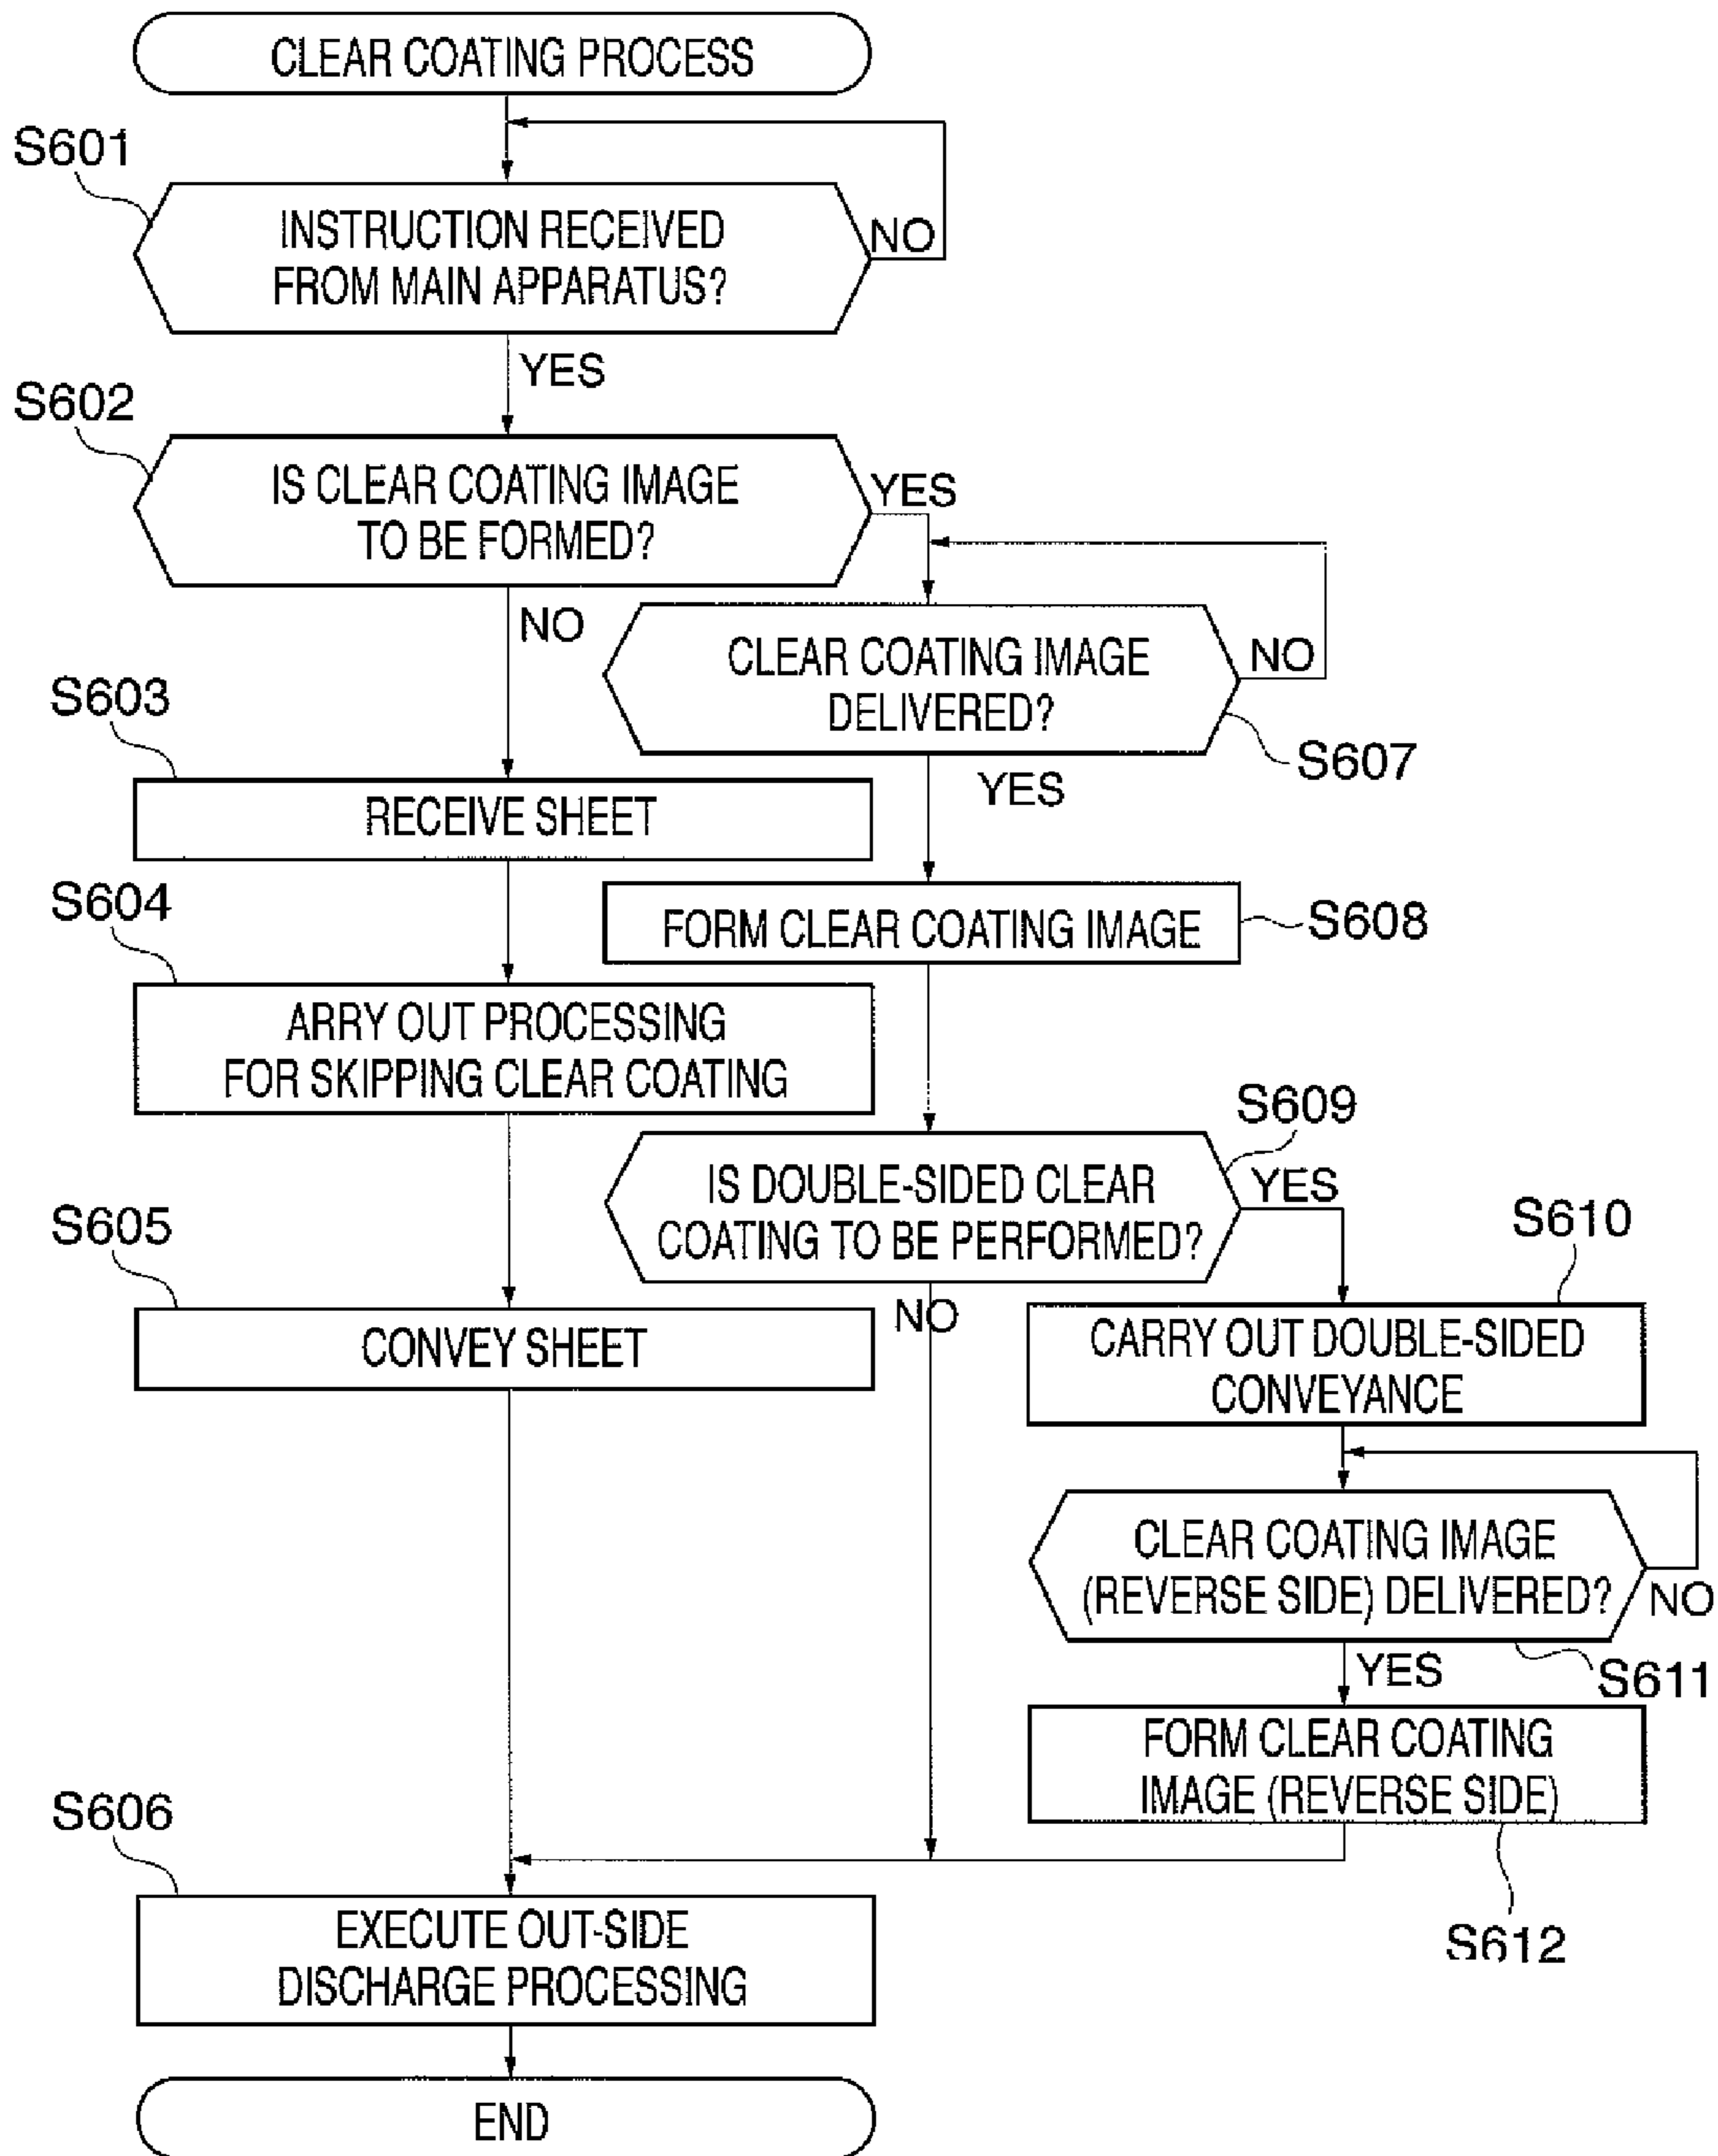 CLEAR COATING PROCESS
S601
INSTRUCTION RECEIVED
FROM MAIN APPARATUS?
NO
YES
S602
IS CLEAR COATING IMAGE
TO BE FORMED?
YES
NO
CLEAR COATING IMAGE
DELIVERED?
NO
S607
YES
S603
RECEIVE SHEET
FORM CLEAR COATING IMAGE
S608
S604
ARRY OUT PROCESSING
FOR SKIPPING CLEAR COATING
S609
IS DOUBLE-SIDED CLEAR
COATING TO BE PERFORMED?
YES
NO
S605
CONVEY SHEET
S610
CARRY OUT DOUBLE-SIDED
CONVEYANCE
CLEAR COATING IMAGE
(REVERSE SIDE) DELIVERED?
NO
S611
YES
FORM CLEAR COATING
IMAGE (REVERSE SIDE)
S612
S606
EXECUTE OUT-SIDE
DISCHARGE PROCESSING
END